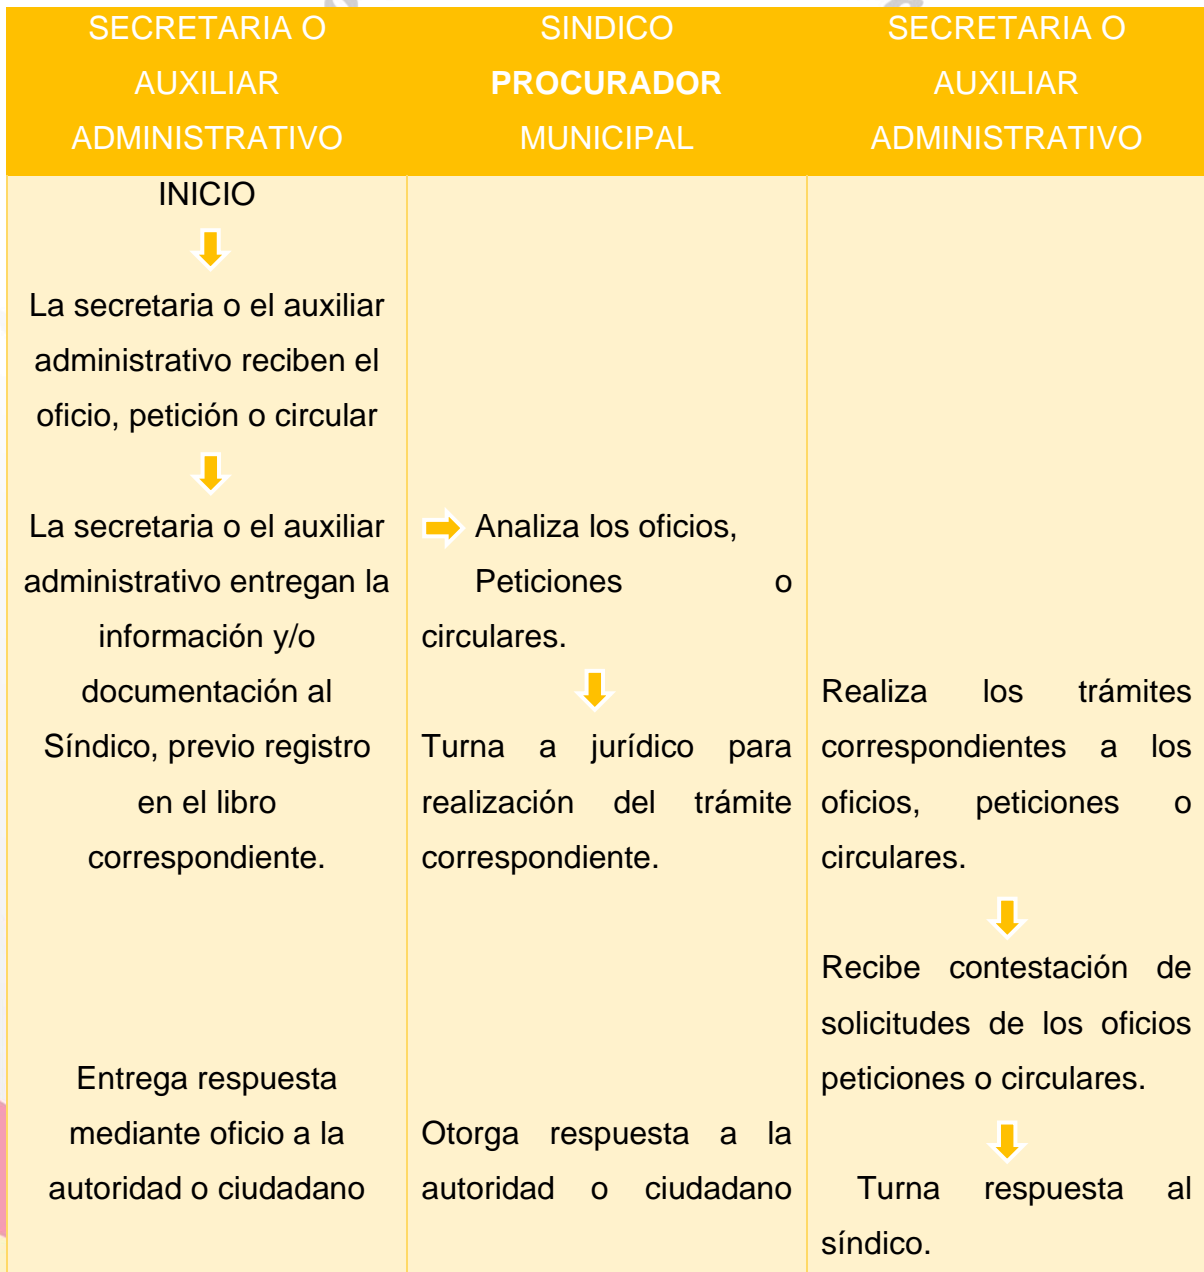 SECRETARIA O
AUXILIAR
ADMINISTRATIVO
SINDICO
PROCURADOR
MUNICIPAL
SECRETARIA O
AUXILIAR
ADMINISTRATIVO
INICIO
La secretaria o el auxiliar
administrativo reciben el
oficio, petición o circular
La secretaria o el auxiliar
administrativo entregan la
información y/o
documentación al
Síndico, previo registro
en el libro
correspondiente.
Entrega respuesta
mediante oficio a la
autoridad o ciudadano
Analiza los oficios,
Peticiones o
circulares.
Turna a jurídico para
realización del trámite
correspondiente.
Otorga respuesta a la
autoridad o ciudadano
Realiza los trámites
correspondientes a los
oficios, peticiones o
circulares.
Recibe contestación de
solicitudes de los oficios
peticiones o circulares.
Turna respuesta al
síndico.